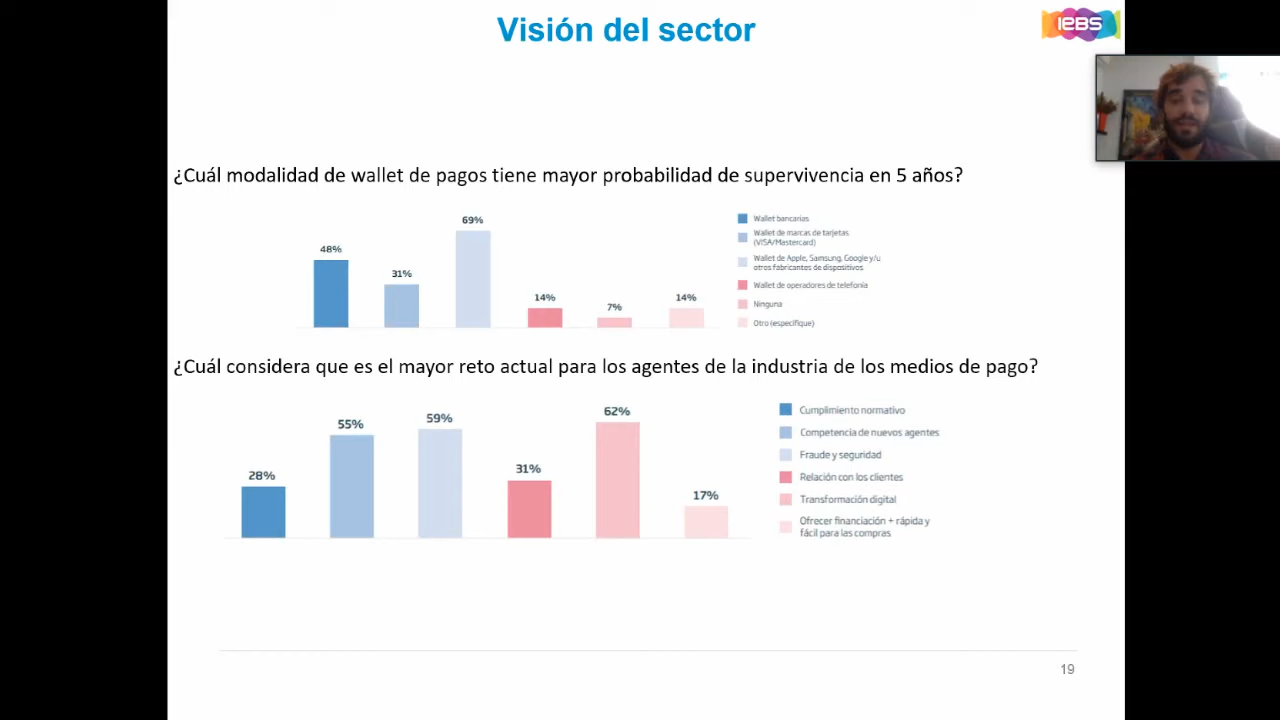 Visión del sector
iEBS
¿Cuál modalidad de wallet de pagos tiene mayor probabilidad de supervivencia en 5 años?
48%
31%
69%
14%
7%
14%
Wallet bancarias
Wallet de marcas de tarjetas
(VISA/Mastercard)
Wallet de Apple, Samsung, Google y/u
otros fabricantes de dispositivos
Wallet de operadores de telefonía
Ninguna
Otro (especifique)
¿Cuál considera que es el mayor reto actual para los agentes de la industria de los medios de pago?
28%
55%
59%
31%
62%
17%
Cumplimiento normativo
Competencia de nuevos agentes
Fraude y seguridad
Relación con los clientes
Transformación digital
Ofrecer financiación + rápida y
fácil para las compras
19